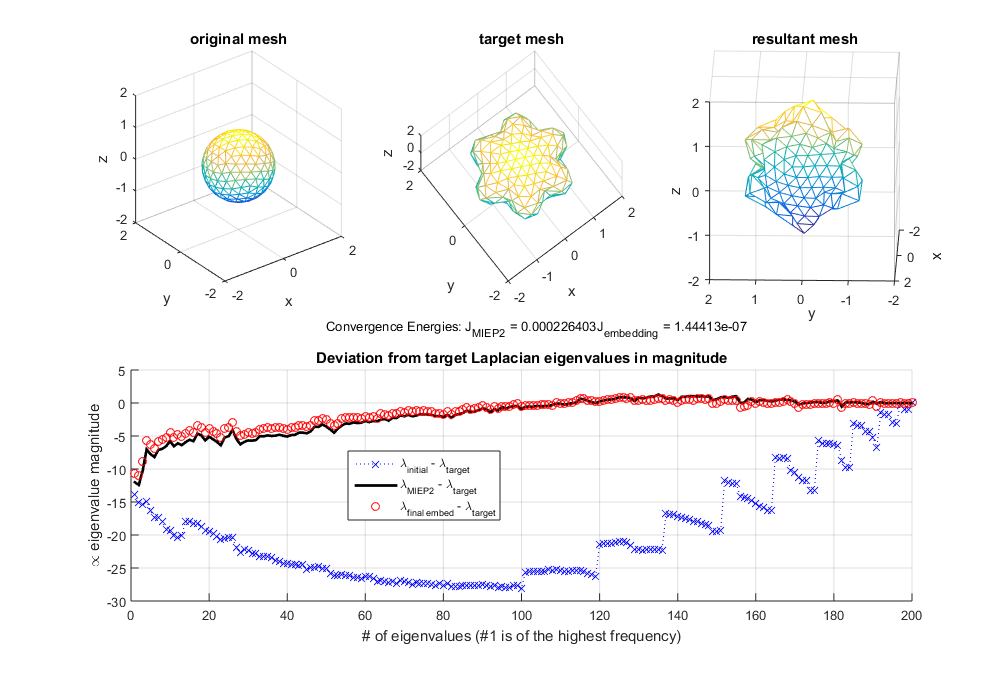 original mesh
target mesh
resultant mesh
2
1
0
-1
-2
z
2
0
-2
y
-2
0
2
x
2
0
-2
z
2
0
-2
y
-2
-1
0
1
2
x
2
1
0
-1
-2
z
2
1
0
-1
-2
y
-2
0
2
x
Convergence Energies: J_MIEP2 = 0.000226403J_embedding = 1.44413e-07
Deviation from target Laplacian eigenvalues in magnitude
5
0
-5
-10
-15
-20
-25
-30
∝ eigenvalue magnitude
λ_initial - λ_target
λ_MIEP2 - λ_target
λ_final embed - λ_target
0 20 40 60 80 100 120 140 160 180 200
# of eigenvalues (#1 is of the highest frequency)